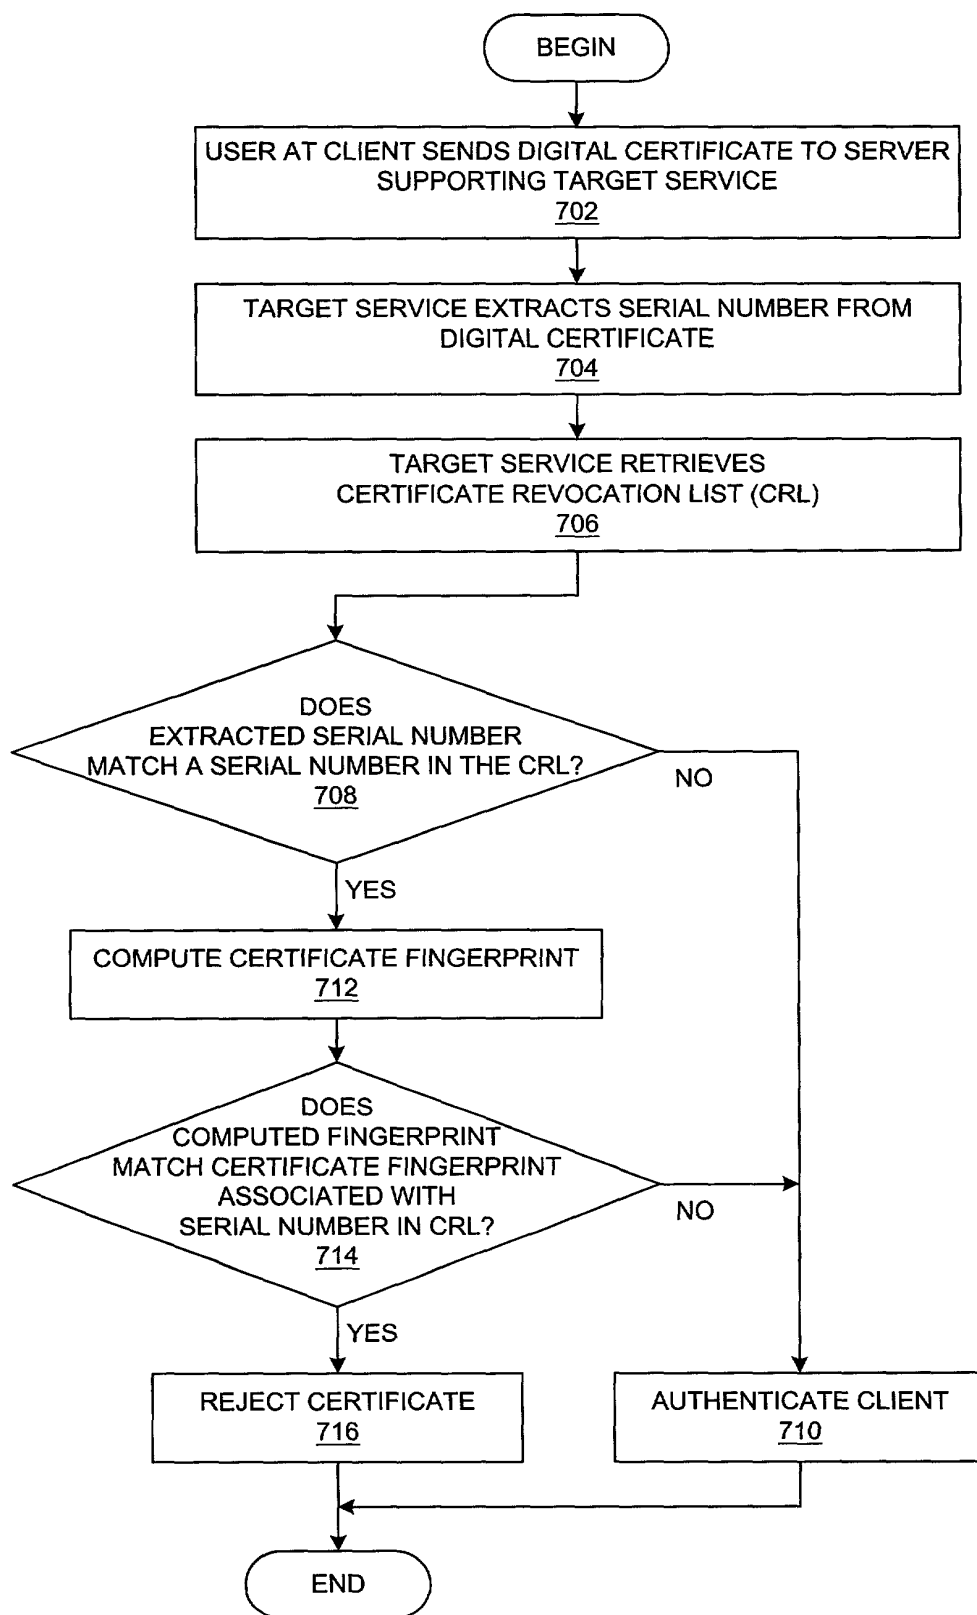 BEGIN
USER AT CLIENT SENDS DIGITAL CERTIFICATE TO SERVER
SUPPORTING TARGET SERVICE
702
TARGET SERVICE EXTRACTS SERIAL NUMBER FROM
DIGITAL CERTIFICATE
704
TARGET SERVICE RETRIEVES
CERTIFICATE REVOCATION LIST (CRL)
706
DOES
EXTRACTED SERIAL NUMBER
MATCH A SERIAL NUMBER IN THE CRL?
708
NO
YES
COMPUTE CERTIFICATE FINGERPRINT
712
DOES
COMPUTED FINGERPRINT
MATCH CERTIFICATE FINGERPRINT
ASSOCIATED WITH
SERIAL NUMBER IN CRL?
714
NO
YES
REJECT CERTIFICATE
716
AUTHENTICATE CLIENT
710
END